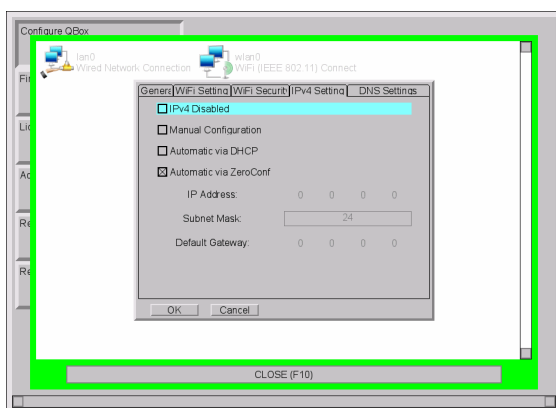 Configure QBox
lan0
Wired Network Connection
wlan0
WiFi (IEEE 802.11) Connect
Fi
Lic
Ac
Re
Re
Genera WiFi Setting WiFi Securit IPv4 Setting DNS Settings
IPv4 Disabled
Manual Configuration
Automatic via DHCP
Automatic via ZeroConf
IP Address: 0 0 0 0
Subnet Mask: 24
Default Gateway: 0 0 0 0
OK Cancel
CLOSE (F10)